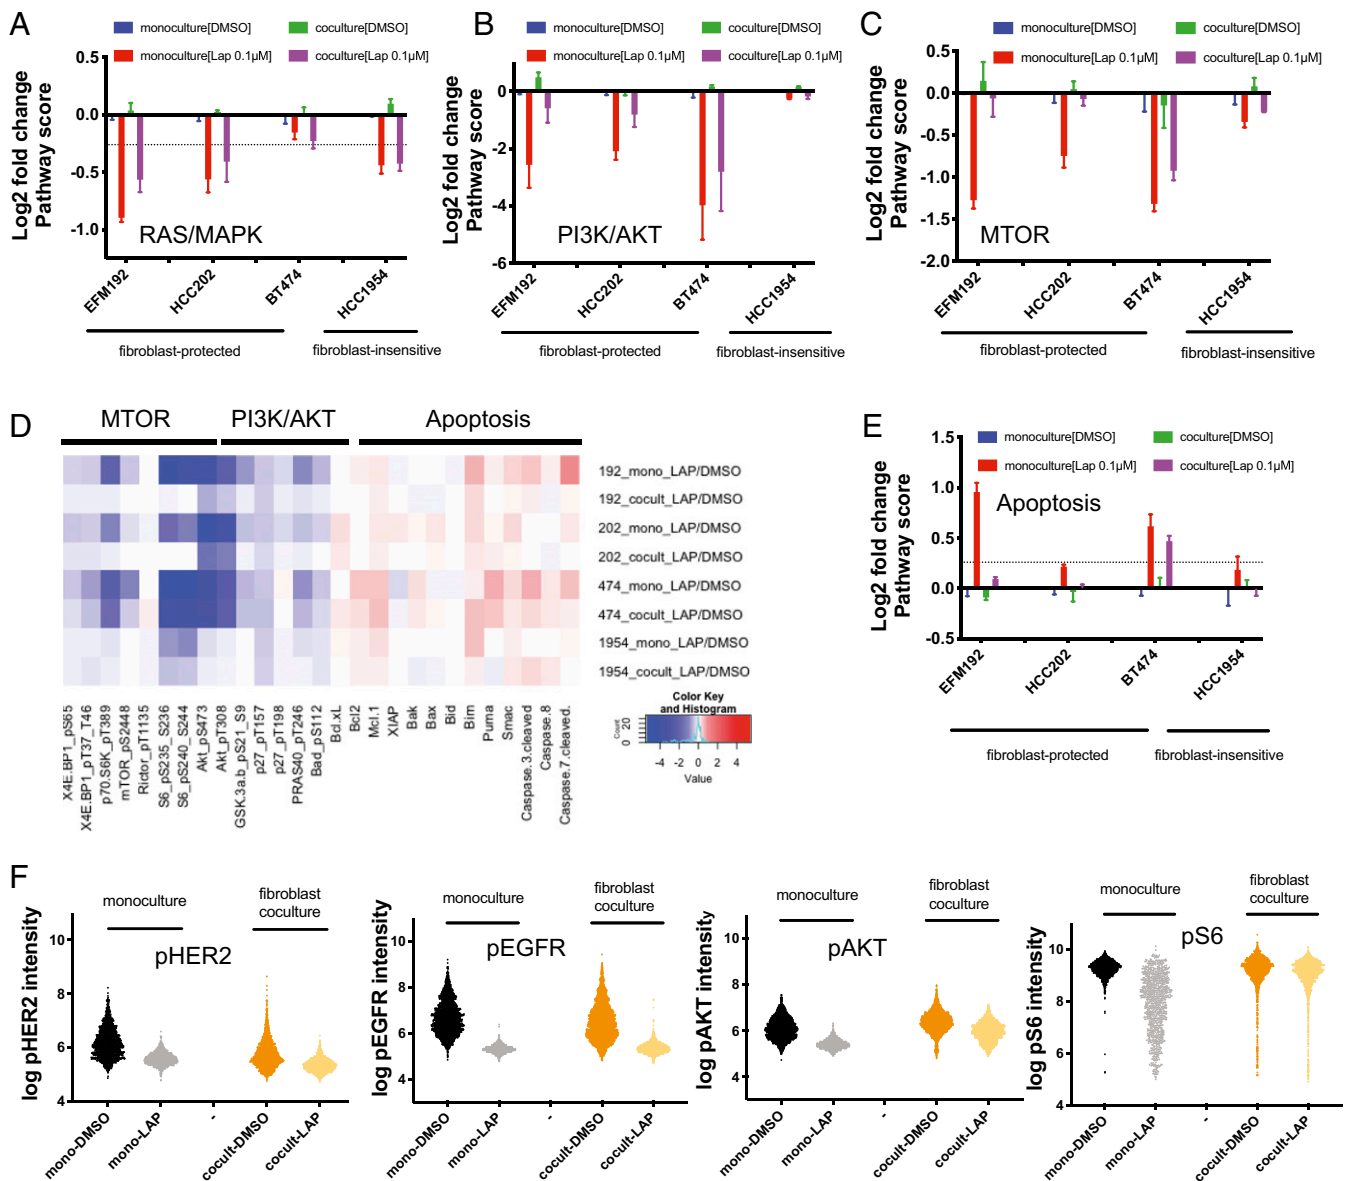 A
monoculture[DMSO]
coculture[DMSO]
monoculture[Lap 0.1µM]
coculture[Lap 0.1µM]
Log2 fold change
Pathway score
0.5
0.0
-0.5
-1.0
RAS/MAPK
EFM192
HCC202
BT474
HCC1954
fibroblast-protected
fibroblast-insensitive
B
monoculture[DMSO]
coculture[DMSO]
monoculture[Lap 0.1µM]
coculture[Lap 0.1µM]
Log2 fold change
Pathway score
0
-2
-4
-6
PI3K/AKT
EFM192
HCC202
BT474
HCC1954
fibroblast-protected
fibroblast-insensitive
C
monoculture[DMSO]
coculture[DMSO]
monoculture[Lap 0.1µM]
coculture[Lap 0.1µM]
Log2 fold change
Pathway score
0.5
0.0
-0.5
-1.0
-1.5
-2.0
MTOR
EFM192
HCC202
BT474
HCC1954
fibroblast-protected
fibroblast-insensitive
D
MTOR
PI3K/AKT
Apoptosis
192_mono_LAP/DMSO
192_cocult_LAP/DMSO
202_mono_LAP/DMSO
202_cocult_LAP/DMSO
474_mono_LAP/DMSO
474_cocult_LAP/DMSO
1954_mono_LAP/DMSO
1954_cocult_LAP/DMSO
X4E.BP1_pS65
X4E.BP1_pT37_T46
p70.S6K_pT389
mTOR_pS2448
Rictor_pT1135
S6_pS235_S236
S6_pS240_S244
Akt_pS473
Akt_pT308
GSK.3a.b_pS21_S9
p27_pT157
p27_pT198
PRAS40_pT246
Bad_pS112
Bcl.xL
Bcl2
Mcl.1
XIAP
Bak
Bax
Bid
Bim
Puma
Smac
Caspase.3.cleaved
Caspase.8
Caspase.7.cleaved.
Color Key
and Histogram
Count
0 10 20
-4 -2 0 2 4
Value
E
monoculture[DMSO]
coculture[DMSO]
monoculture[Lap 0.1µM]
coculture[Lap 0.1µM]
Log2 fold change
Pathway score
1.5
1.0
0.5
0.0
-0.5
Apoptosis
EFM192
HCC202
BT474
HCC1954
fibroblast-protected
fibroblast-insensitive
F
monoculture
fibroblast
coculture
pHER2
log pHER2 intensity
10
8
6
4
mono-DMSO
mono-LAP
-
cocult-DMSO
cocult-LAP
monoculture
fibroblast
coculture
pEGFR
log pEGFR intensity
10
8
6
4
mono-DMSO
mono-LAP
-
cocult-DMSO
cocult-LAP
monoculture
fibroblast
coculture
pAKT
log pAKT intensity
10
8
6
4
mono-DMSO
mono-LAP
-
cocult-DMSO
cocult-LAP
monoculture
fibroblast
coculture
pS6
log pS6 intensity
10
8
6
4
mono-DMSO
mono-LAP
-
cocult-DMSO
cocult-LAP